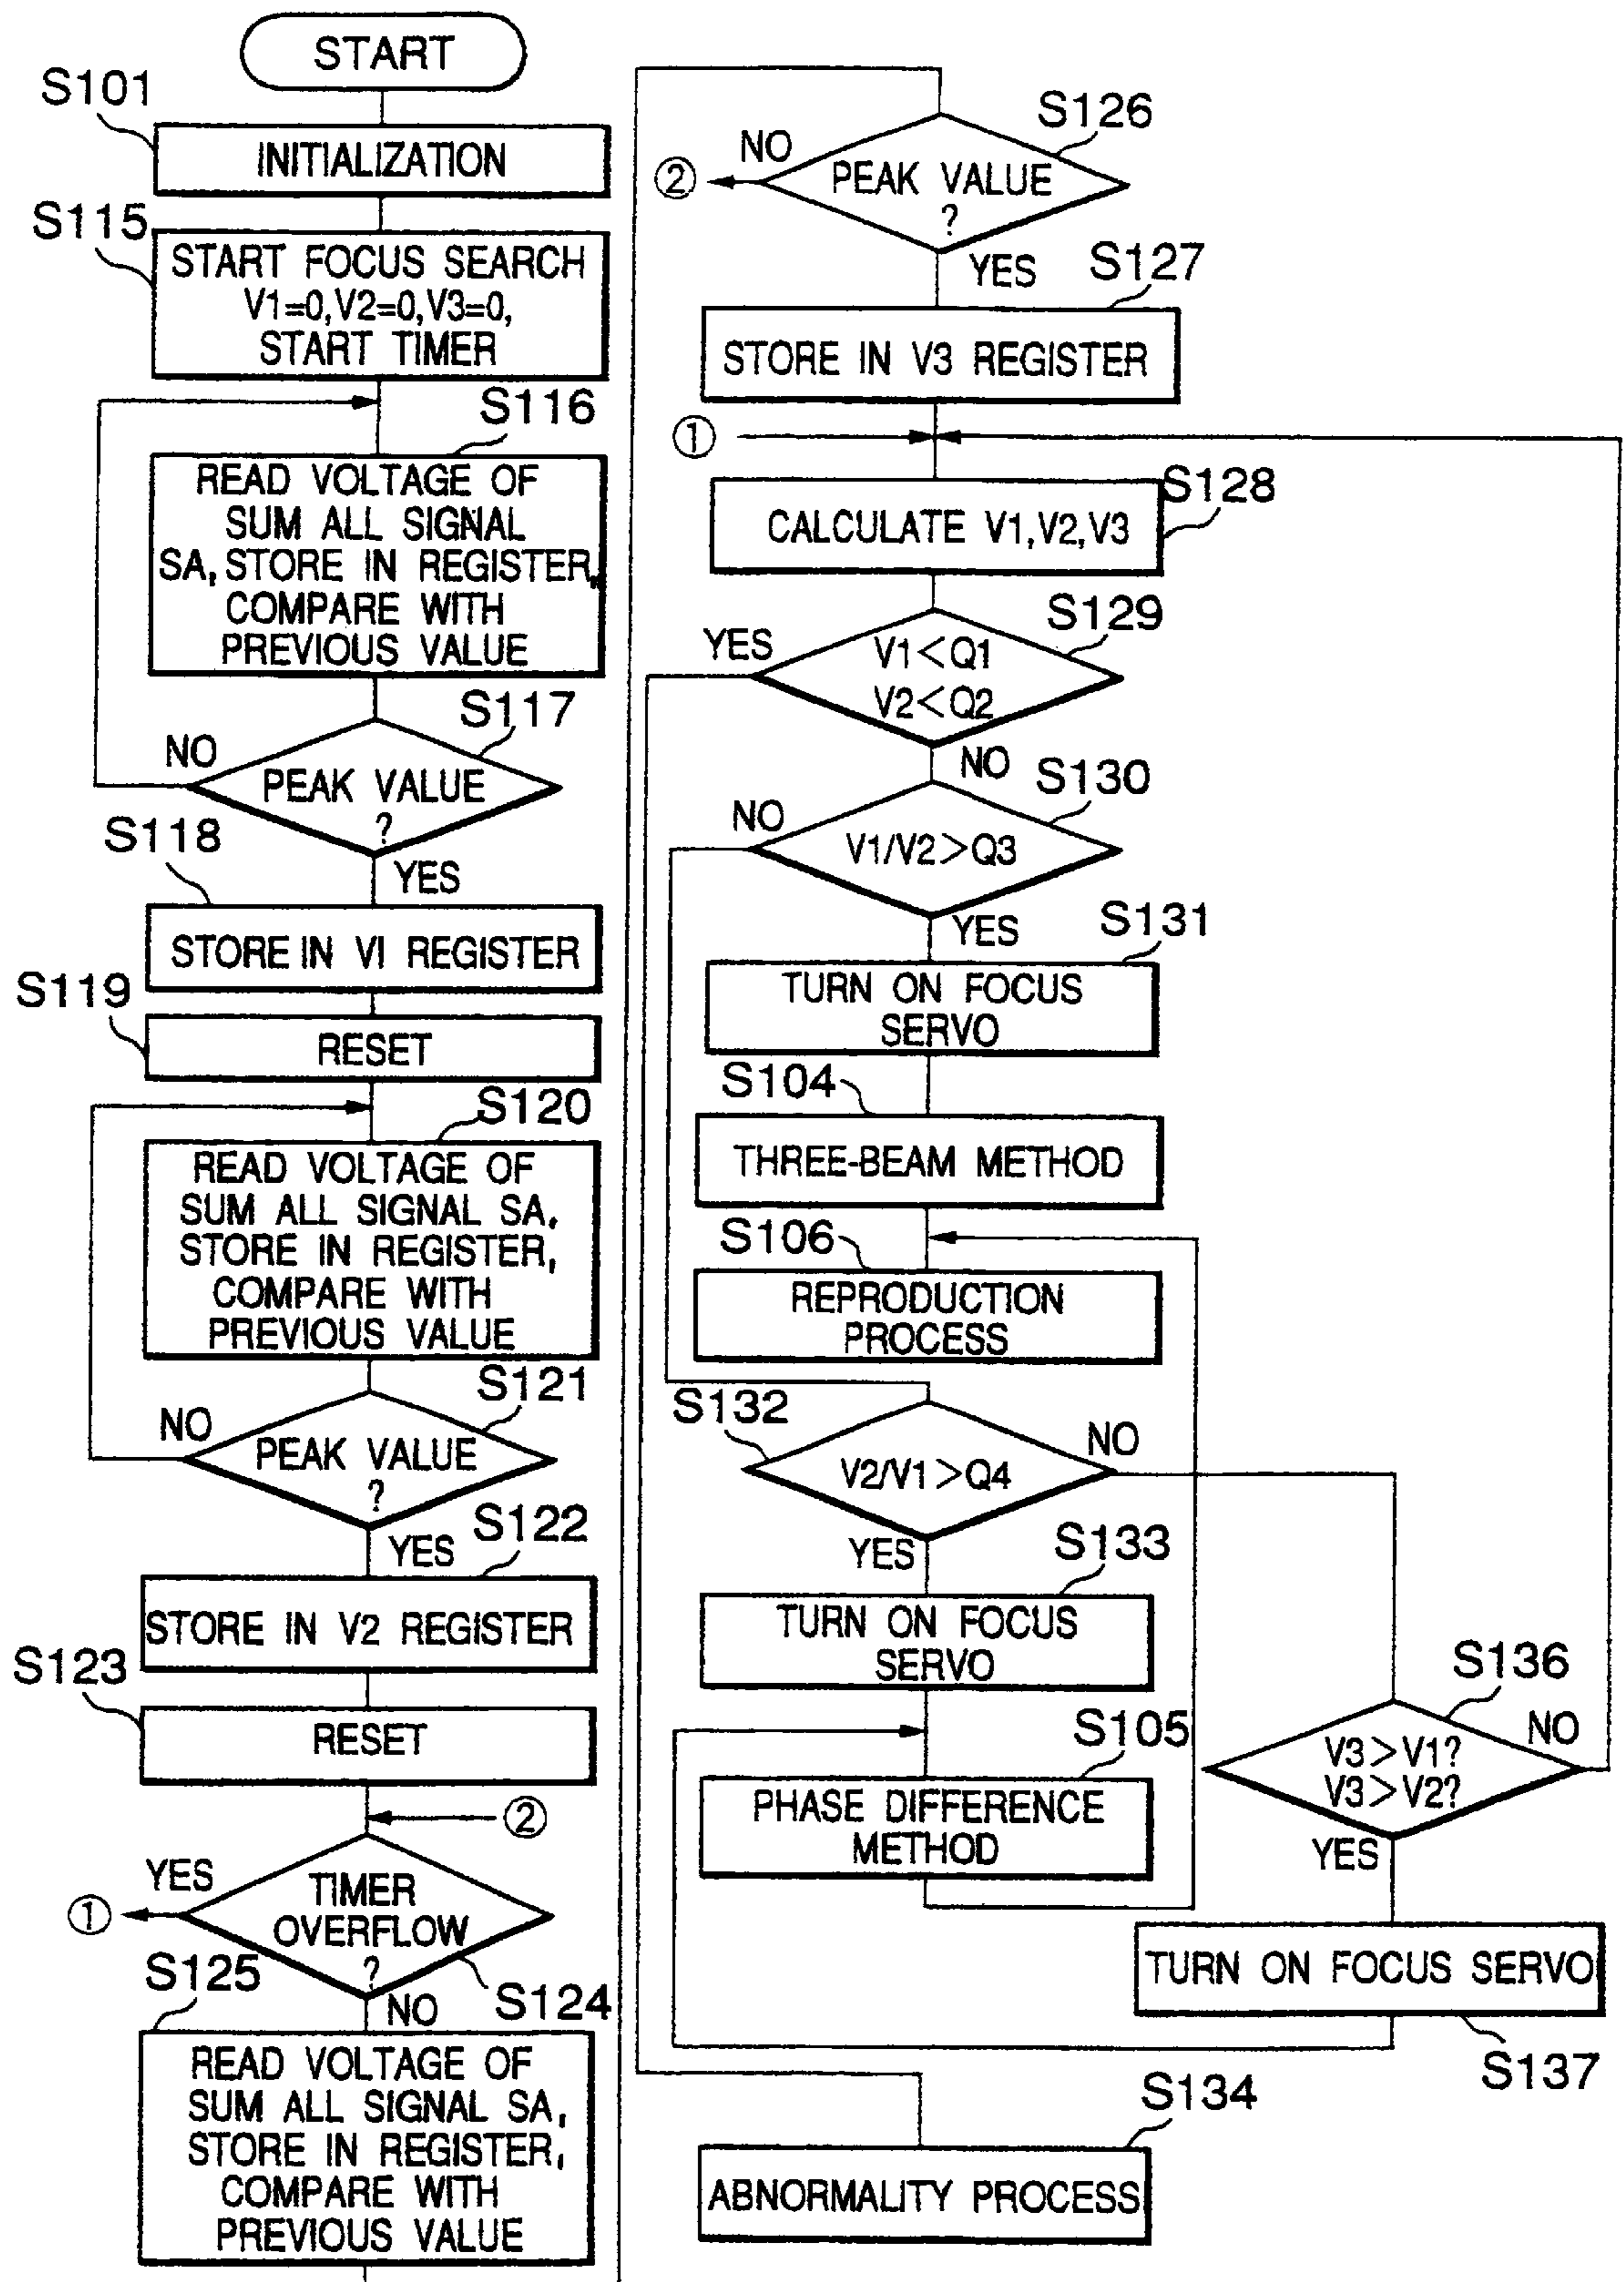 START
S101
INITIALIZATION
S115
START FOCUS SEARCH
V1=0,V2=0,V3=0,
START TIMER
S116
READ VOLTAGE OF
SUM ALL SIGNAL
SA, STORE IN REGISTER,
COMPARE WITH
PREVIOUS VALUE
S117
NO
PEAK VALUE
?
S118
YES
STORE IN VI REGISTER
S119
RESET
S120
READ VOLTAGE OF
SUM ALL SIGNAL SA,
STORE IN REGISTER,
COMPARE WITH
PREVIOUS VALUE
S121
NO
PEAK VALUE
?
S122
YES
STORE IN V2 REGISTER
S123
RESET
②
YES
TIMER
①
OVERFLOW
?
S125
S124
NO
READ VOLTAGE OF
SUM ALL SIGNAL SA,
STORE IN REGISTER,
COMPARE WITH
PREVIOUS VALUE
S126
NO
② PEAK VALUE
?
YES
S127
STORE IN V3 REGISTER
①
S128
CALCULATE V1,V2,V3
S129
YES
V1<Q1
V2<Q2
NO
S130
NO
V1/V2>Q3
S131
YES
TURN ON FOCUS
SERVO
S104
THREE-BEAM METHOD
S106
REPRODUCTION
PROCESS
S132
NO
V2/V1>Q4
YES
S133
TURN ON FOCUS
SERVO
S105
PHASE DIFFERENCE
METHOD
S136
NO
V3>V1?
V3>V2?
YES
TURN ON FOCUS SERVO
S137
S134
ABNORMALITY PROCESS